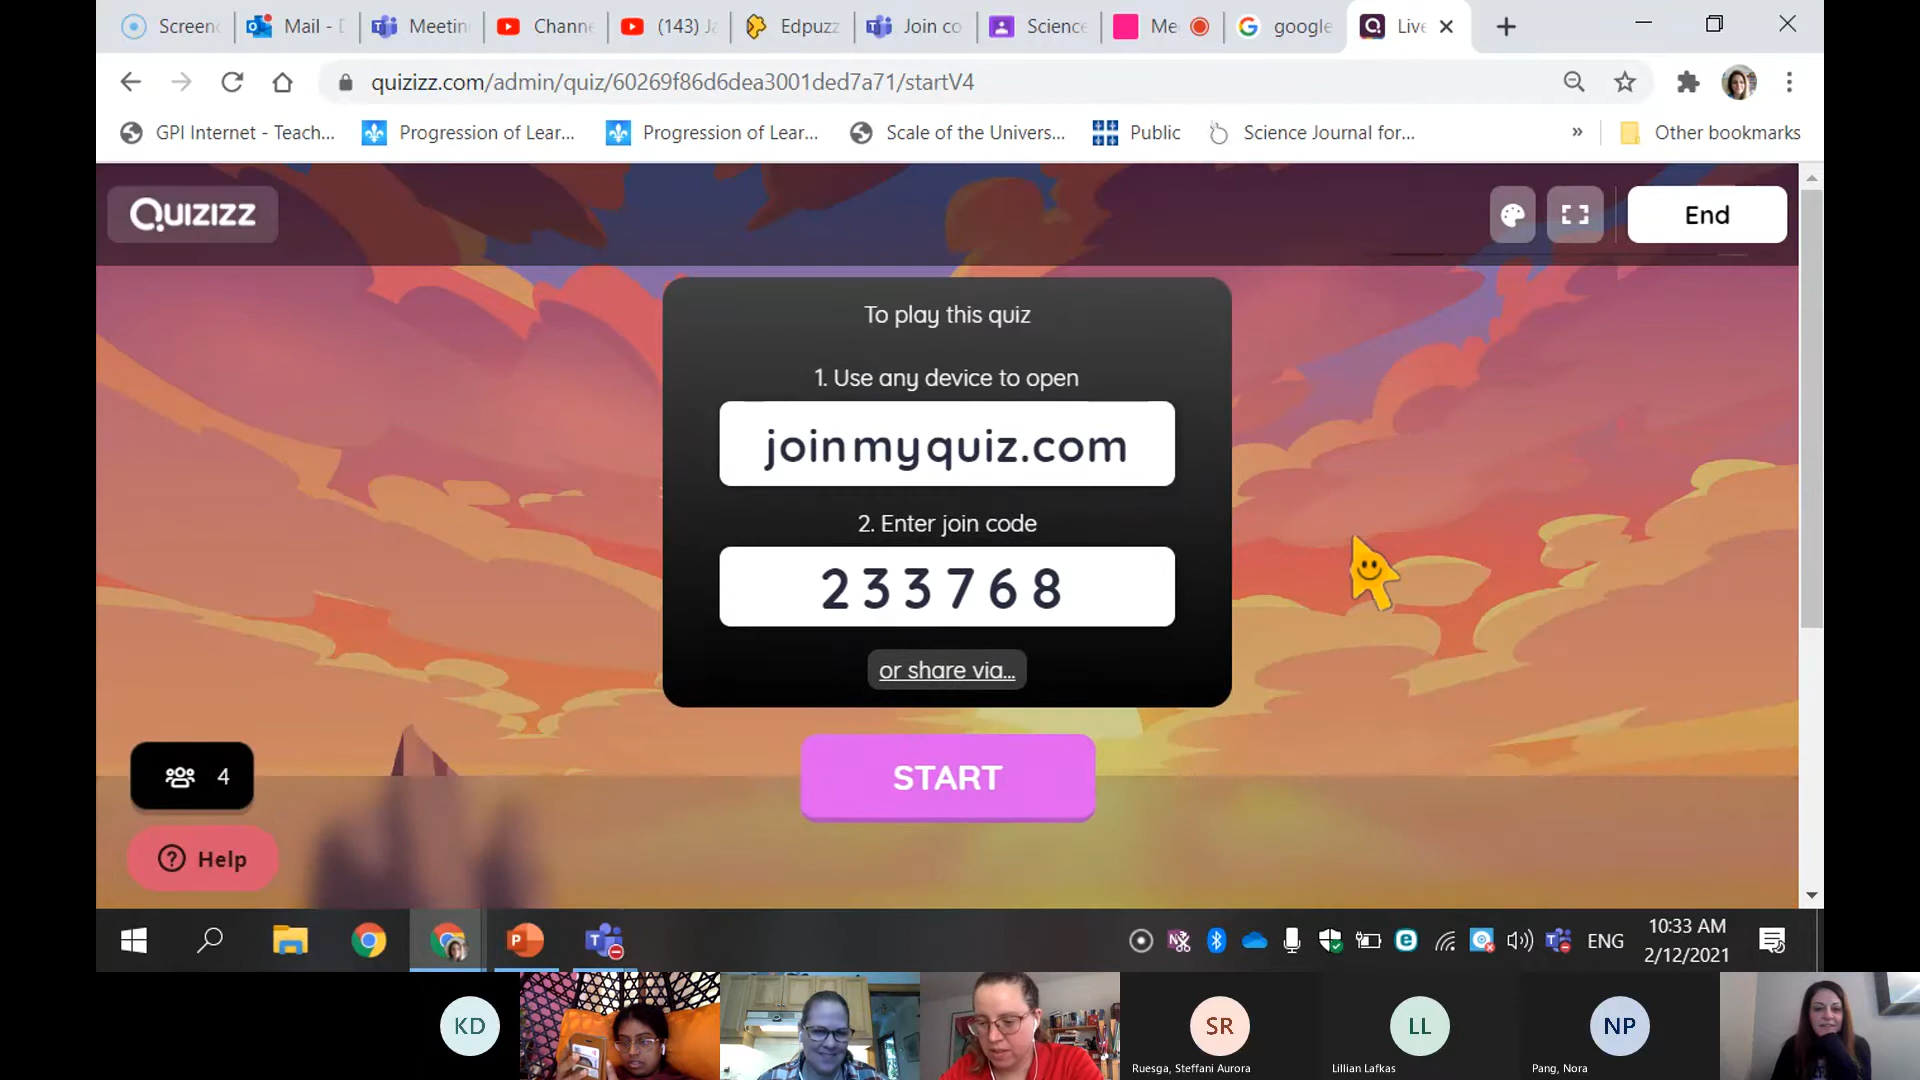 Screenc Mail - D Meeting Chann (143) Ja Edpuzz Join co Science Me google Live
quizizz.com/admin/quiz/60269f86d6dea3001ded7a71/startV4
GPI Internet - Teach... Progression of Lear... Progression of Lear... Scale of the Univers... Public Science Journal for... » Other bookmarks
QUIZIZZ
End
To play this quiz
1. Use any device to open
joinmyquiz.com
2. Enter join code
233768
or share via...
START
4
Help
ENG
10:33 AM
2/12/2021
KD
SR
LL
NP
Ruesga, Steffani Aurora
Lillian Lafkas
Pang, Nora